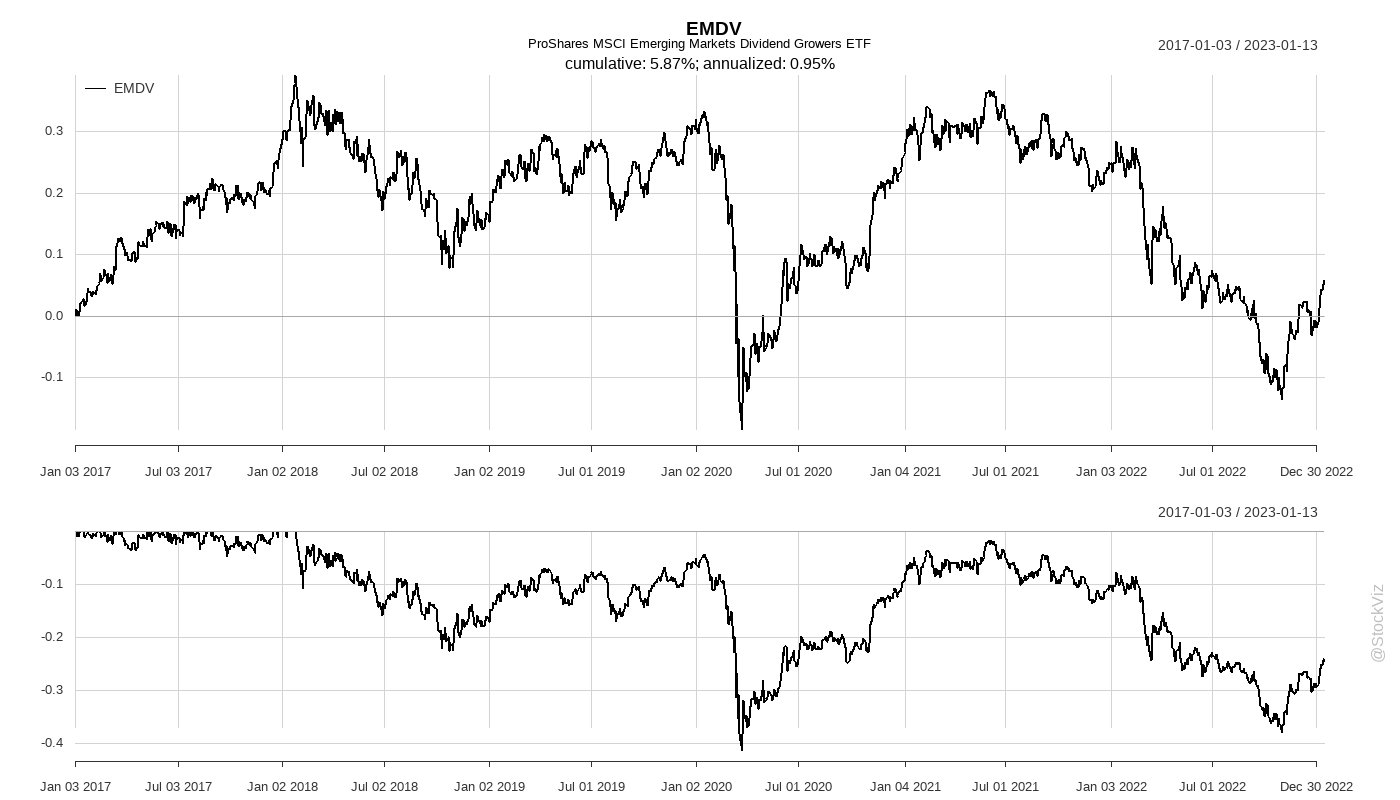 EMDV
ProShares MSCI Emerging Markets Dividend Growers ETF
cumulative: 5.87%; annualized: 0.95%
2017-01-03 / 2023-01-13
EMDV
0.3
0.2
0.1
0.0
-0.1
Jan 03 2017 Jul 03 2017 Jan 02 2018 Jul 02 2018 Jan 02 2019 Jul 01 2019 Jan 02 2020 Jul 01 2020 Jan 04 2021 Jul 01 2021 Jan 03 2022 Jul 01 2022 Dec 30 2022
2017-01-03 / 2023-01-13
-0.1
-0.2
-0.3
-0.4
Jan 03 2017 Jul 03 2017 Jan 02 2018 Jul 02 2018 Jan 02 2019 Jul 01 2019 Jan 02 2020 Jul 01 2020 Jan 04 2021 Jul 01 2021 Jan 03 2022 Jul 01 2022 Dec 30 2022
@StockViz